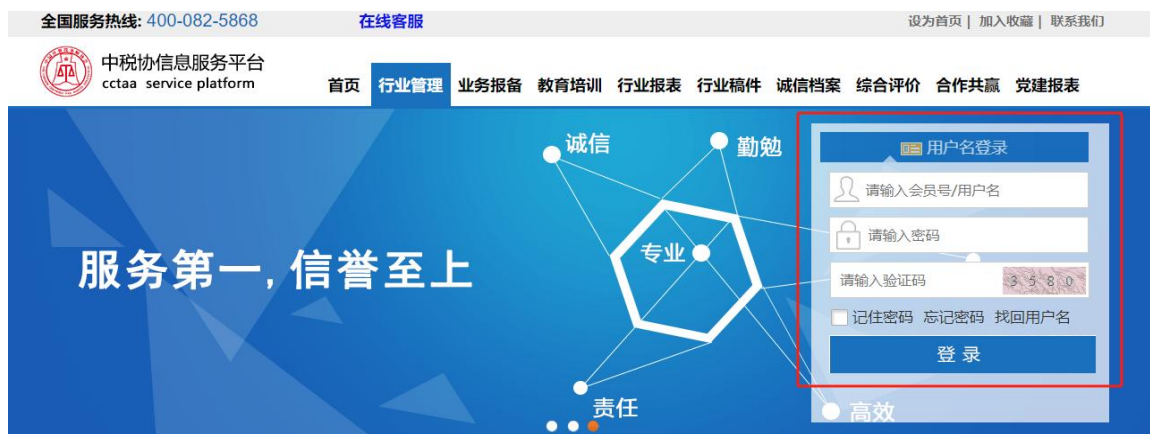 全国服务热线: 400-082-5868 在线客服 设为首页 | 加入收藏 | 联系我们
中税协信息服务平台
cctaa service platform
首页 行业管理 业务报备 教育培训 行业报表 行业稿件 诚信档案 综合评价 合作共赢 党建报表
诚信 勤勉
用户名登录
请输入会员号/用户名
请输入密码
专业
服务第一,信誉至上
请输入验证码 3580
记住密码 忘记密码 找回用户名
登 录
责任 高效